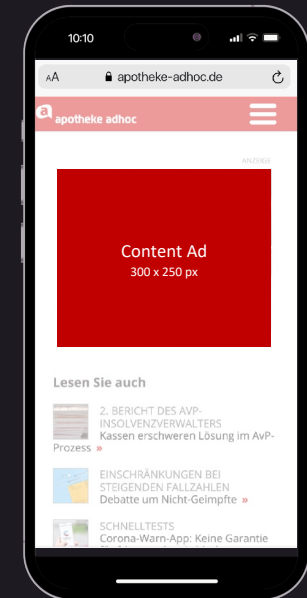 10:10
AA
apotheke-adhoc.de
a apotheke adhoc
ANZEIGE
Content Ad
300 x 250 px
Lesen Sie auch
2. BERICHT DES AVP-
INSOLVENZVERWALTERS
Kassen erschweren Lösung im AvP-
Prozess »
EINSCHRÄNKUNGEN BEI
STEIGENDEN FALLZAHLEN
Debatte um Nicht-Geimpfte »
SCHNELLTESTS
Corona-Warn-App: Keine Garantie